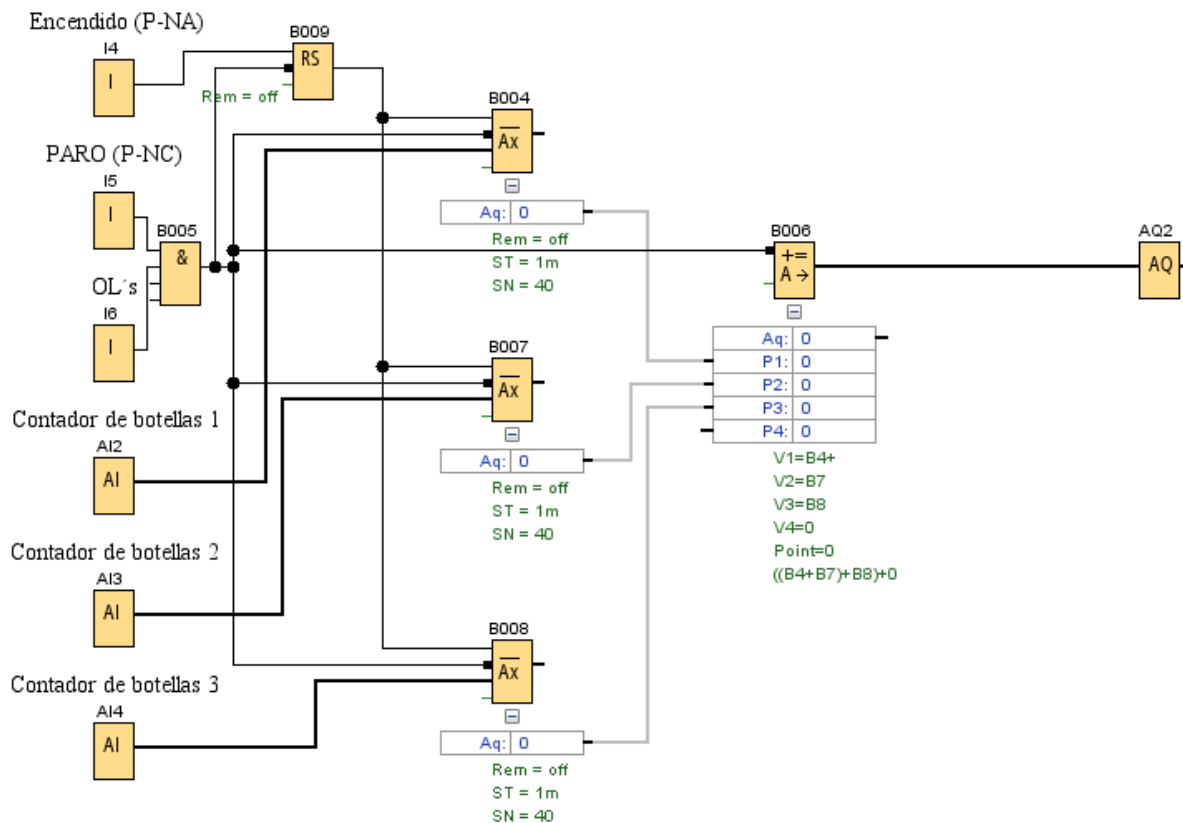 Encendido (P-NA)
I4
I
B009
RS
Rem = off
B004
Ax
Aq: 0
Rem = off
ST = 1m
SN = 40
PARO (P-NC)
I5
I
B005
&
OL´s
I6
I
B006
+=
A→
Aq: 0
P1: 0
P2: 0
P3: 0
P4: 0
V1=B4+
V2=B7
V3=B8
V4=0
Point=0
((B4+B7)+B8)+0
AQ2
AQ
B007
Ax
Aq: 0
Rem = off
ST = 1m
SN = 40
Contador de botellas 1
AI2
AI
Contador de botellas 2
AI3
AI
B008
Ax
Aq: 0
Rem = off
ST = 1m
SN = 40
Contador de botellas 3
AI4
AI